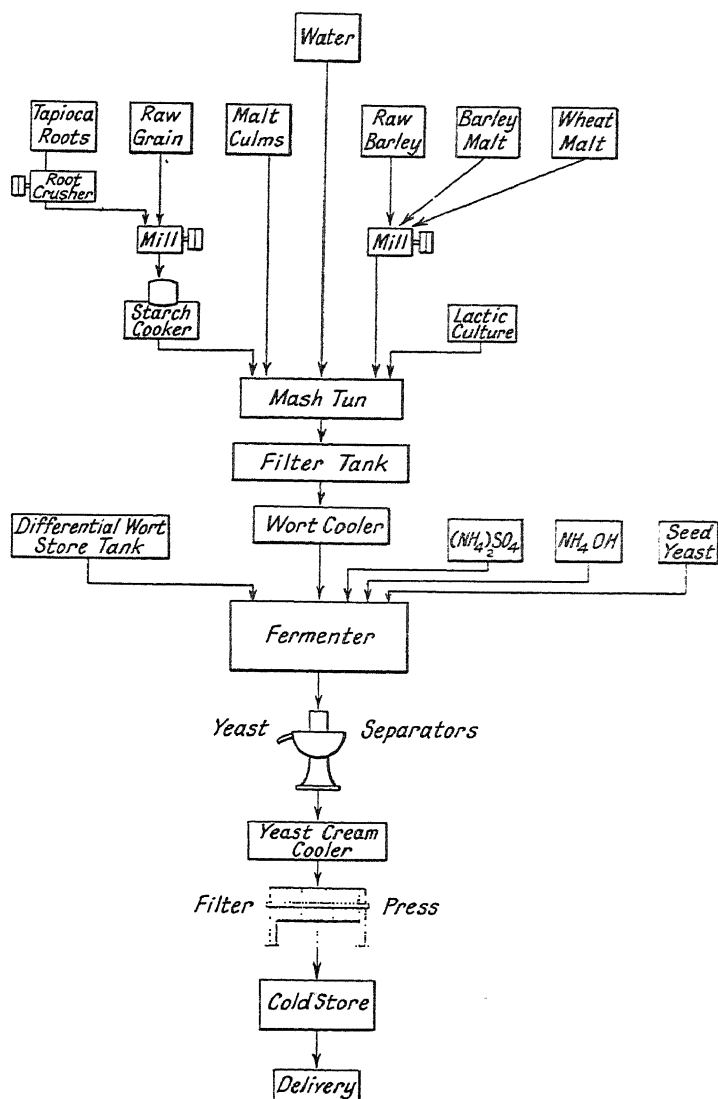 Water
Tapioca
Roots
Raw
Grain
Malt
Culms
Raw
Barley
Barley
Malt
Wheat
Malt
Root
Crusher
Mill
Mill
Starch
Cooker
Lactic
Culture
Mash Tun
Filter Tank
Wort Cooler
Differential Wort
Store Tank
(NH₄)₂SO₄
NH₄OH
Seed
Yeast
Fermenter
Yeast Separators
Yeast Cream
Cooler
Filter Press
Cold Store
Delivery